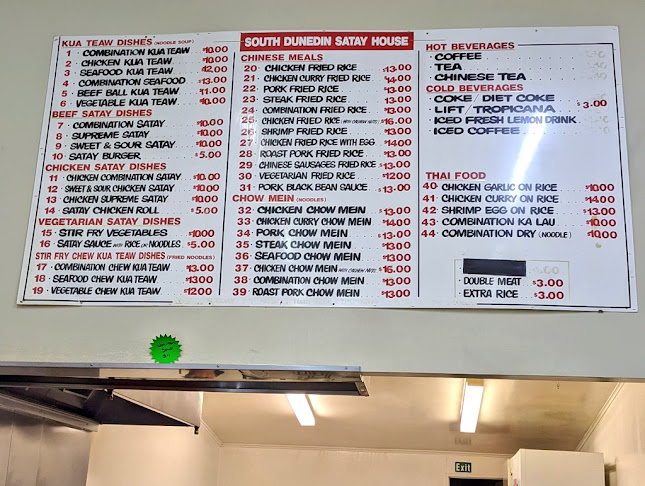 KUA TEAW DISHES (NOODLE SOUP)
1 · COMBINATION KUA TEAW $10.00
2 · CHICKEN KUA TEAW $10.00
3 · SEAFOOD KUA TEAW $12.00
4 · COMBINATION SEAFOOD $13.00
5 · BEEF BALL KUA TEAW $11.00
6 · VEGETABLE KUA TEAW $10.00
BEEF SATAY DISHES
7 · COMBINATION SATAY $10.00
8 · SUPREME SATAY $10.00
9 · SWEET & SOUR SATAY $10.00
10 · SATAY BURGER $5.00
CHICKEN SATAY DISHES
11 · CHICKEN COMBINATION SATAY $10.00
12 · SWEET & SOUR CHICKEN SATAY $10.00
13 · CHICKEN SUPREME SATAY $10.00
14 · SATAY CHICKEN ROLL $5.00
VEGETARIAN SATAY DISHES
15 · STIR FRY VEGETABLES $10.00
16 · SATAY SAUCE WITH RICE OR NOODLES $5.00
STIR FRY CHEW KUA TEAW DISHES (FRIED NOODLES)
17 · COMBINATION CHEW KUA TEAW $13.00
18 · SEAFOOD CHEW KUA TEAW $13.00
19 · VEGETABLE CHEW KUA TEAW $12.00
SOUTH DUNEDIN SATAY HOUSE
CHINESE MEALS
20 · CHICKEN FRIED RICE $13.00
21 · CHICKEN CURRY FRIED RICE $14.00
22 · PORK FRIED RICE $13.00
23 · STEAK FRIED RICE $13.00
24 · COMBINATION FRIED RICE $13.00
25 · CHICKEN FRIED RICE (WITH CASHEW NUTS) $16.00
26 · SHRIMP FRIED RICE $13.00
27 · CHICKEN FRIED RICE WITH EGG $14.00
28 · ROAST PORK FRIED RICE $13.00
29 · CHINESE SAUSAGES FRIED RICE $13.00
30 · VEGETARIAN FRIED RICE $12.00
31 · PORK BLACK BEAN SAUCE $13.00
CHOW MEIN (NOODLES)
32 · CHICKEN CHOW MEIN $13.00
33 · CHICKEN CURRY CHOW MEIN $14.00
34 · PORK CHOW MEIN $13.00
35 · STEAK CHOW MEIN $13.00
36 · SEAFOOD CHOW MEIN $13.00
37 · CHICKEN CHOW MEIN (WITH CASHEW NUTS) $16.00
38 · COMBINATION CHOW MEIN $13.00
39 · ROAST PORK CHOW MEIN $13.00
HOT BEVERAGES
COFFEE
TEA
CHINESE TEA
COLD BEVERAGES
COKE / DIET COKE
LIFT / TROPICANA $3.00
ICED FRESH LEMON DRINK
ICED COFFEE
THAI FOOD
40 · CHICKEN GARLIC ON RICE $10.00
41 · CHICKEN CURRY ON RICE $14.00
42 · SHRIMP EGG ON RICE $13.00
43 · COMBINATION KA LAU $10.00
44 · COMBINATION DRY (NOODLE) $10.00
DOUBLE MEAT $3.00
EXTRA RICE $3.00
Exit